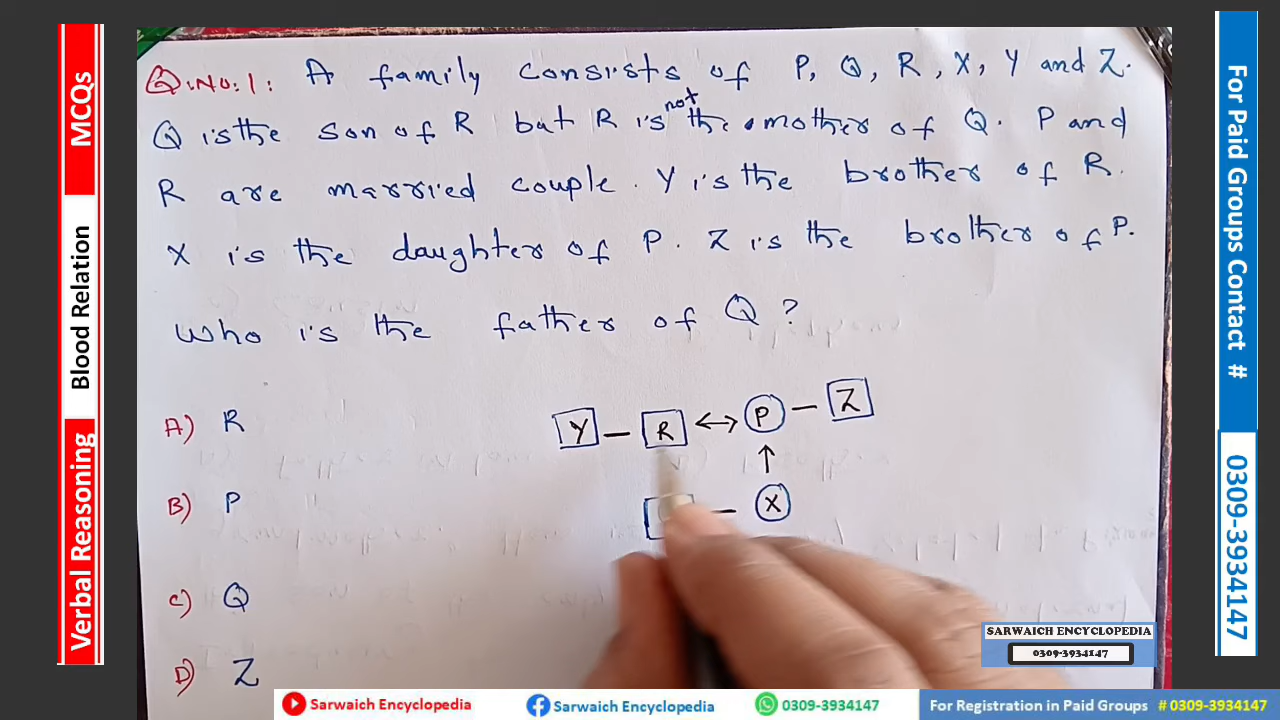 MCQs
Blood Relation
Verbal Reasoning
Q.No:1: A family consists of P, Q, R, X, Y and Z.
Q is the son of R but R is not the mother of Q. P and
R are married couple. Y is the brother of R.
X is the daughter of P. Z is the brother of P.
Who is the father of Q?
A) R
B) P
C) Q
D) Z
Y - R ↔ P - Z
↑
- X
For Paid Groups Contact #
0309-3934147
SARWAICH ENCYCLOPEDIA
0309-3934147
Sarwaich Encyclopedia
Sarwaich Encyclopedia
0309-3934147
For Registration in Paid Groups # 0309-3934147